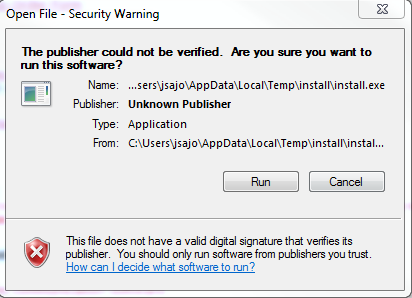 Open File - Security Warning
The publisher could not be verified. Are you sure you want to
run this software?
Name: ...sers\jsajo\AppData\Local\Temp\install\install.exe
Publisher: Unknown Publisher
Type: Application
From: C:\Users\jsajo\AppData\Local\Temp\install\instal...
Run Cancel
This file does not have a valid digital signature that verifies its
publisher. You should only run software from publishers you trust.
How can I decide what software to run?